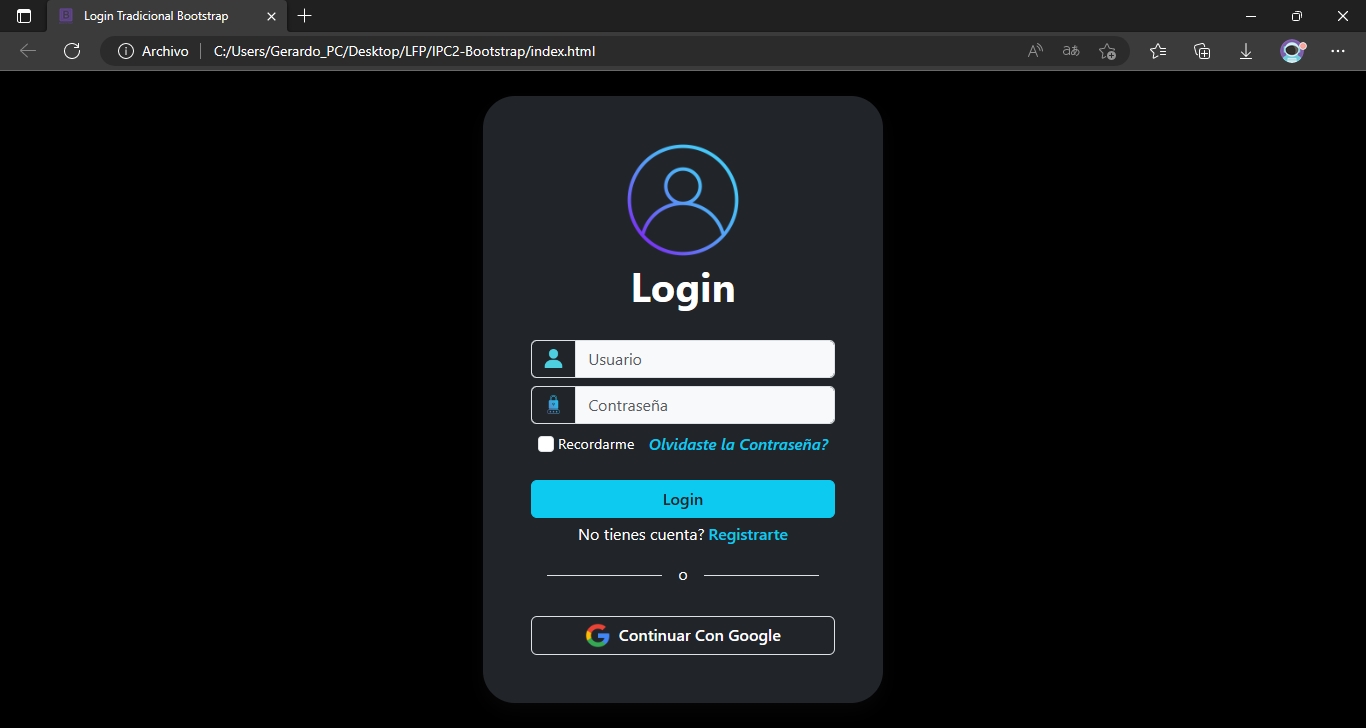 Login Tradicional Bootstrap
Archivo C:/Users/Gerardo_PC/Desktop/LFP/IPC2-Bootstrap/index.html
Login
Usuario
Contraseña
Recordarme Olvidaste la Contraseña?
Login
No tienes cuenta? Registrarte
o
Continuar Con Google